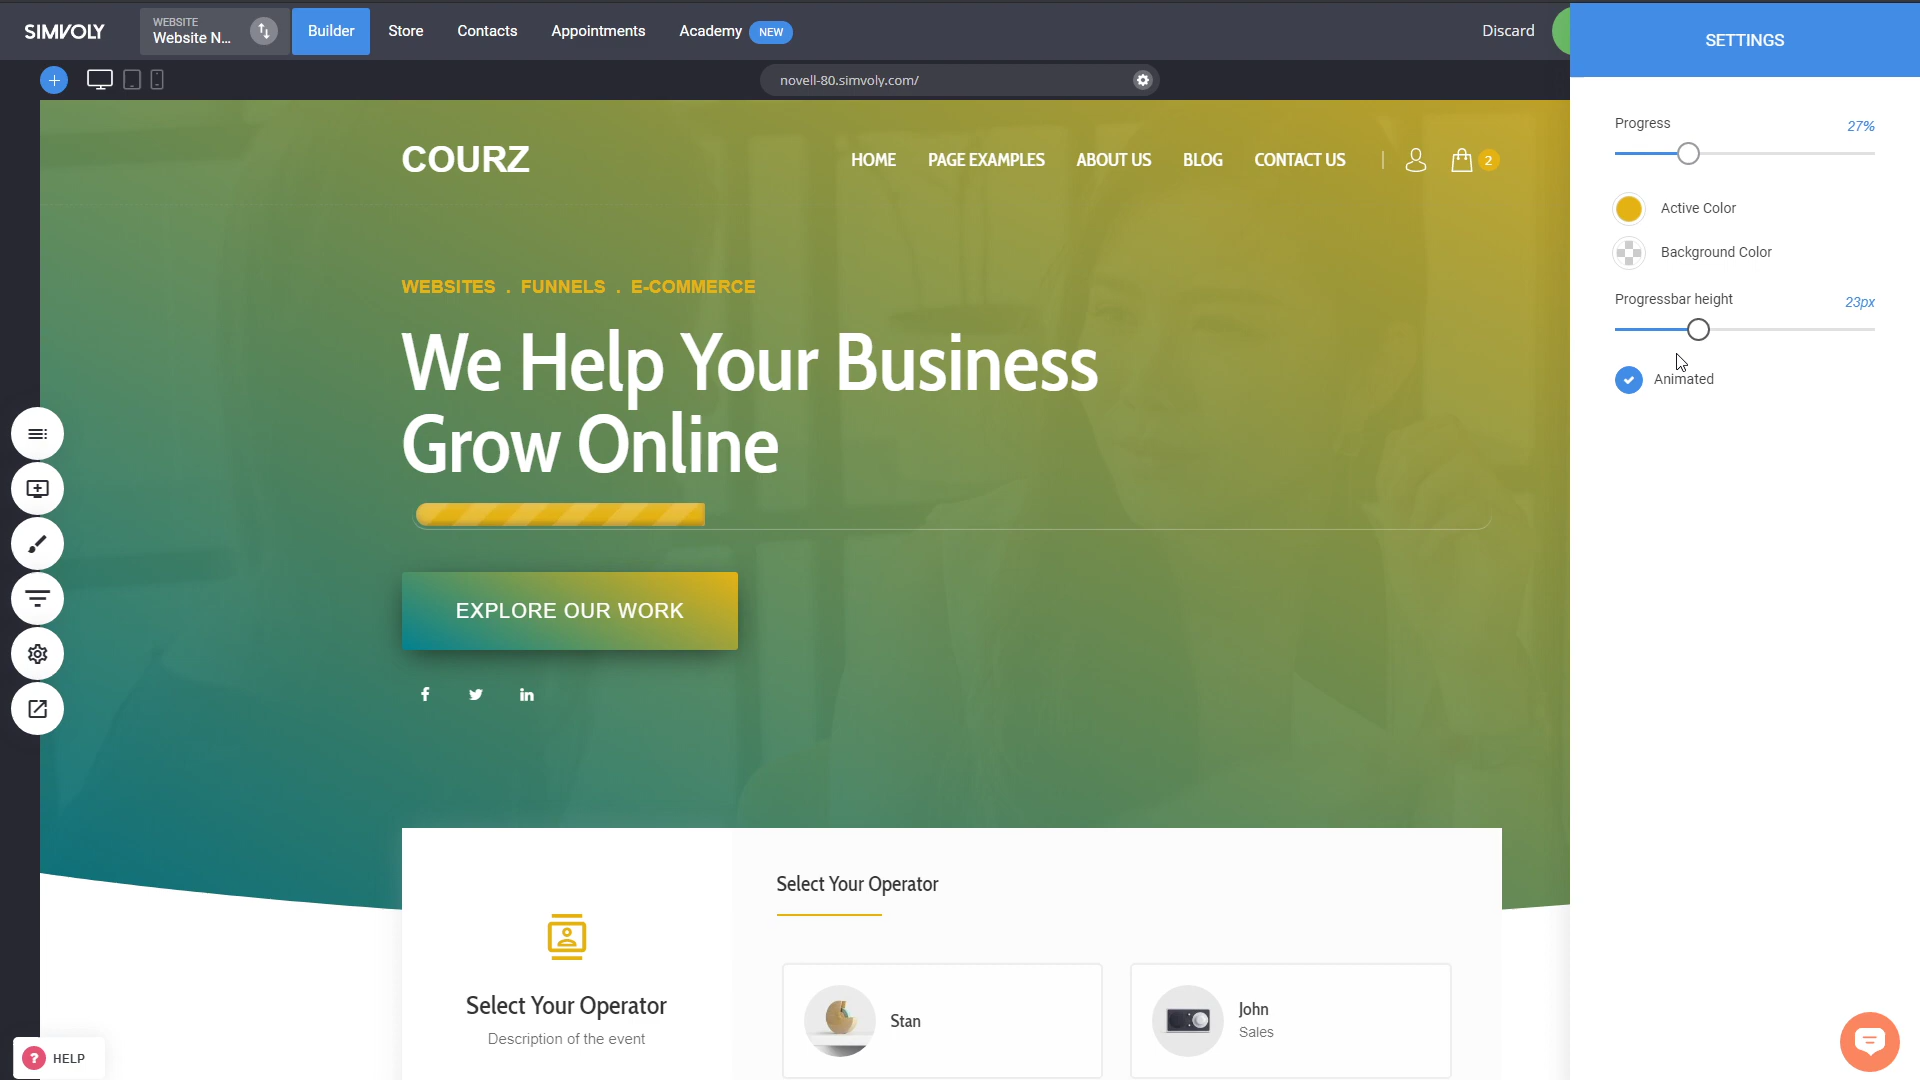 SIMVOLY
WEBSITE
Website N...
Builder
Store
Contacts
Appointments
Academy
NEW
Discard
SETTINGS
novell-80.simvoly.com/
Progress
27%
Active Color
Background Color
Progressbar height
23px
Animated
COURZ
HOME
PAGE EXAMPLES
ABOUT US
BLOG
CONTACT US
2
WEBSITES . FUNNELS . E-COMMERCE
We Help Your Business
Grow Online
EXPLORE OUR WORK
Select Your Operator
Description of the event
Select Your Operator
Stan
John
Sales
? HELP